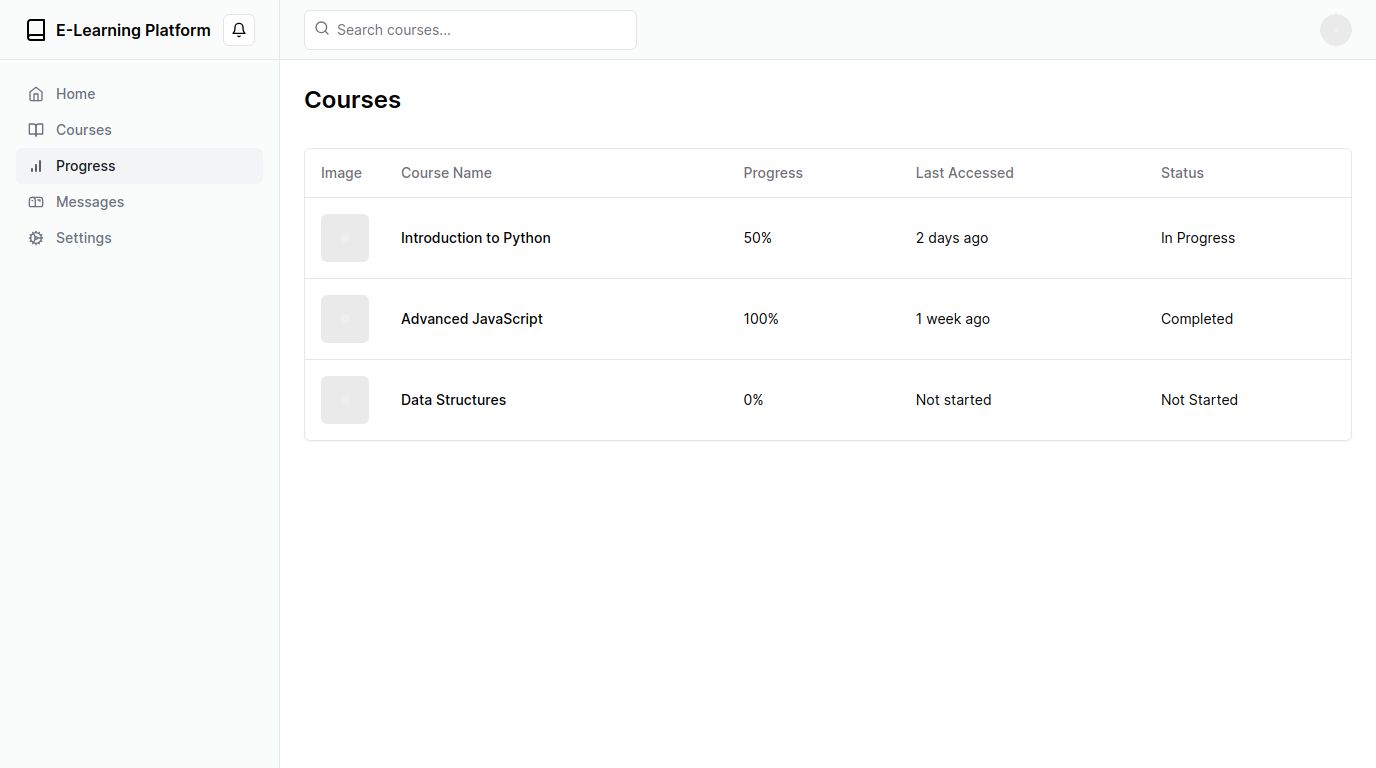 E-Learning Platform
Search courses...
Home
Courses
Progress
Messages
Settings
Courses
Image Course Name Progress Last Accessed Status
Introduction to Python 50% 2 days ago In Progress
Advanced JavaScript 100% 1 week ago Completed
Data Structures 0% Not started Not Started